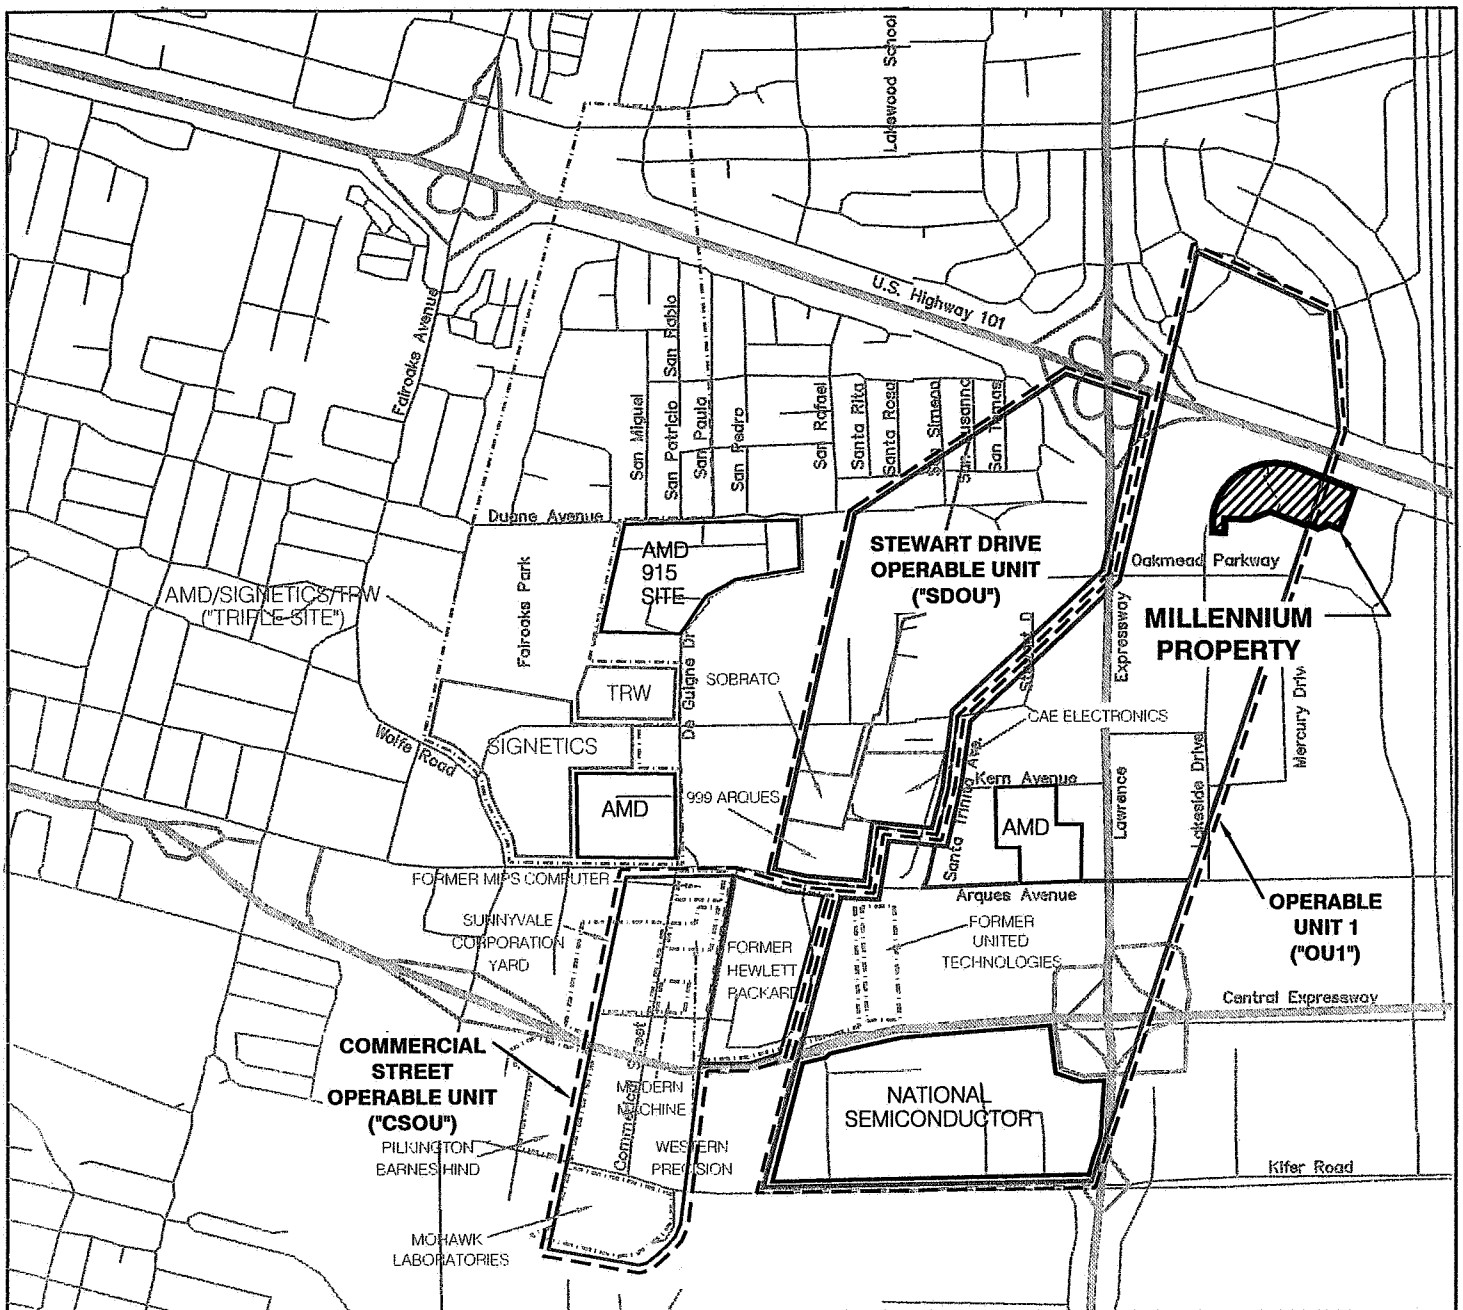 Lakewood School
U.S. Highway 101
Fairoaks Avenue
San Miguel
San Pablo
San Patricio
San Paula
San Pedro
San Rafael
Santa Rita
Santa Rosa
San Simeon
San Tomas
Duane Avenue
Fairoaks Park
AMD
915
SITE
STEWART DRIVE
OPERABLE UNIT
("SDOU")
Oakmead Parkway
AMD/SIGNETICS/TRW
("TRIPLE SITE")
MILLENNIUM
PROPERTY
TRW
De Guigne Dr
SOBRATO
Expressway
Mercury Drive
CAE ELECTRONICS
Wolfe Road
SIGNETICS
Kern Avenue
AMD
999 ARQUES
Santa Trinita Ave.
AMD
Lawrence
Lakeside Drive
FORMER MIPS COMPUTER
Arques Avenue
SUNNYVALE
CORPORATION
YARD
FORMER
HEWLETT
PACKARD
FORMER
UNITED
TECHNOLOGIES
OPERABLE
UNIT 1
("OU1")
Central Expressway
COMMERCIAL
STREET
OPERABLE UNIT
("CSOU")
Commercial Street
MODERN
MACHINE
NATIONAL
SEMICONDUCTOR
PILKINGTON
BARNES HIND
WESTERN
PRECISION
Kifer Road
MOHAWK
LABORATORIES